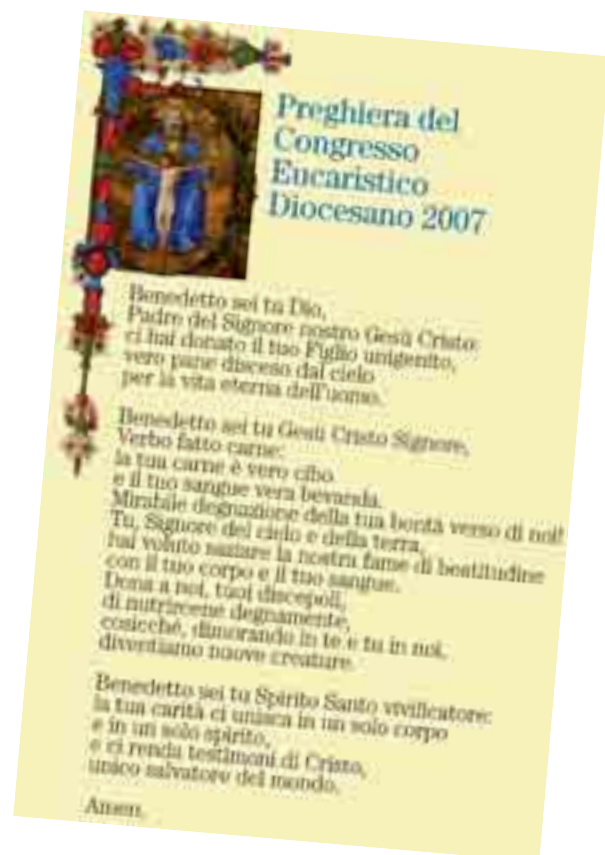 Preghiera del
Congresso
Eucaristico
Diocesano 2007
Benedetto sei tu Dio,
Padre del Signore nostro Gesù Cristo:
ci hai donato il tuo Figlio unigenito,
vero pane disceso dal cielo
per la vita eterna dell'uomo.
Benedetto sei tu Gesù Cristo Signore,
Verbo fatto carne:
la tua carne è vero cibo
e il tuo sangue vera bevanda.
Mirabile degnazione della tua bontà verso di noi!
Tu, Signore del cielo e della terra,
hai voluto saziare la nostra fame di beatitudine
con il tuo corpo e il tuo sangue.
Dona a noi, tuoi discepoli,
di nutrircene degnamente,
cosicché, dimorando in te e tu in noi,
diventiamo nuove creature.
Benedetto sei tu Spirito Santo vivificatore:
la tua carità ci unisca in un solo corpo
e in un solo spirito,
e ci renda testimoni di Cristo,
unico salvatore del mondo.
Amen.